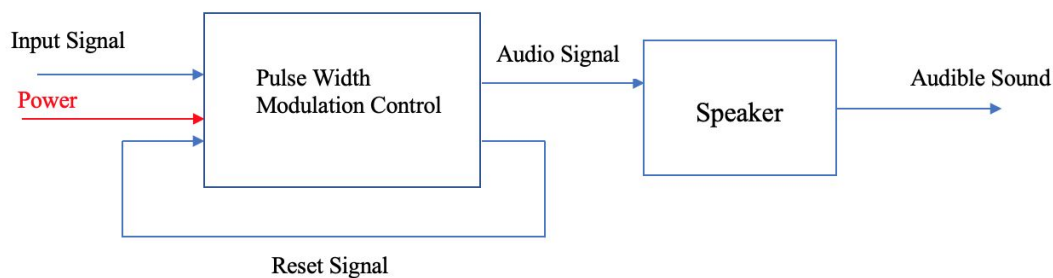 Input Signal
Power
Pulse Width
Modulation Control
Audio Signal
Speaker
Audible Sound
Reset Signal